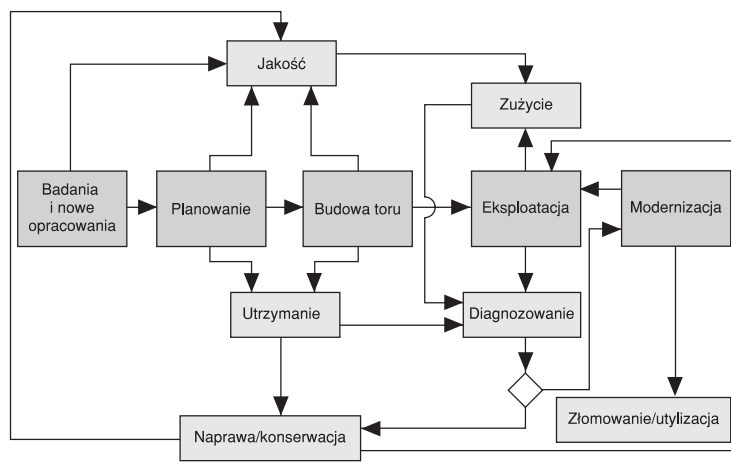 Jakość
Zużycie
Badania
i nowe
opracowania
Planowanie
Budowa toru
Eksploatacja
Modernizacja
Utrzymanie
Diagnozowanie
Naprawa/konserwacja
Złomowanie/utylizacja